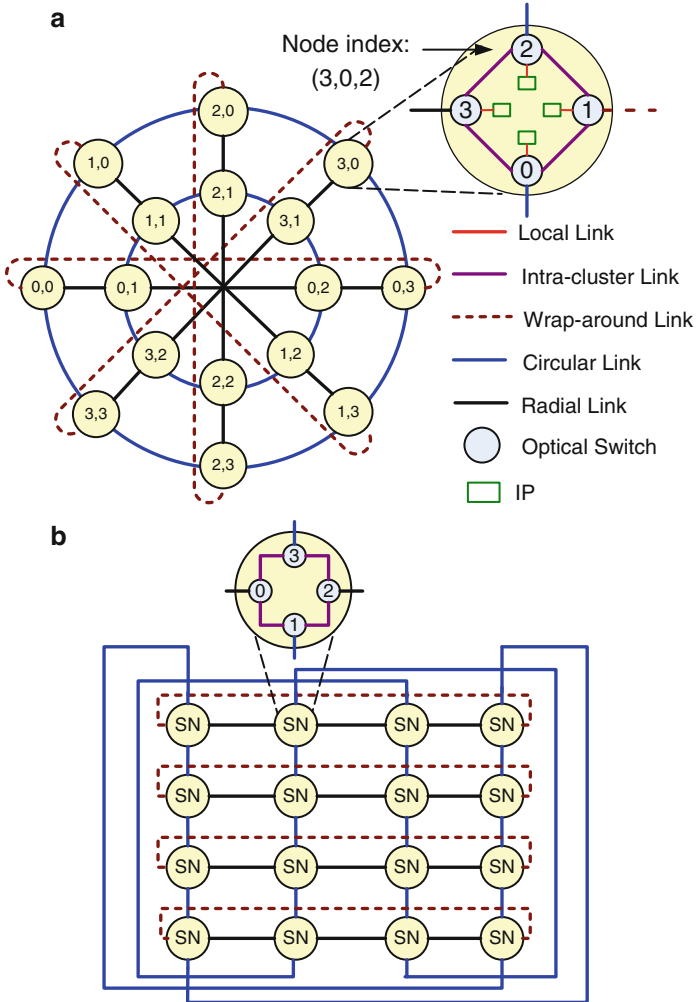 a
Node index:
(3,0,2)
2
3
1
0
2,0
1,0
3,0
2,1
1,1
3,1
0,0
0,1
0,2
0,3
3,2
1,2
2,2
3,3
1,3
2,3
Local Link
Intra-cluster Link
Wrap-around Link
Circular Link
Radial Link
Optical Switch
IP
b
3
0
2
1
SN SN SN SN
SN SN SN SN
SN SN SN SN
SN SN SN SN